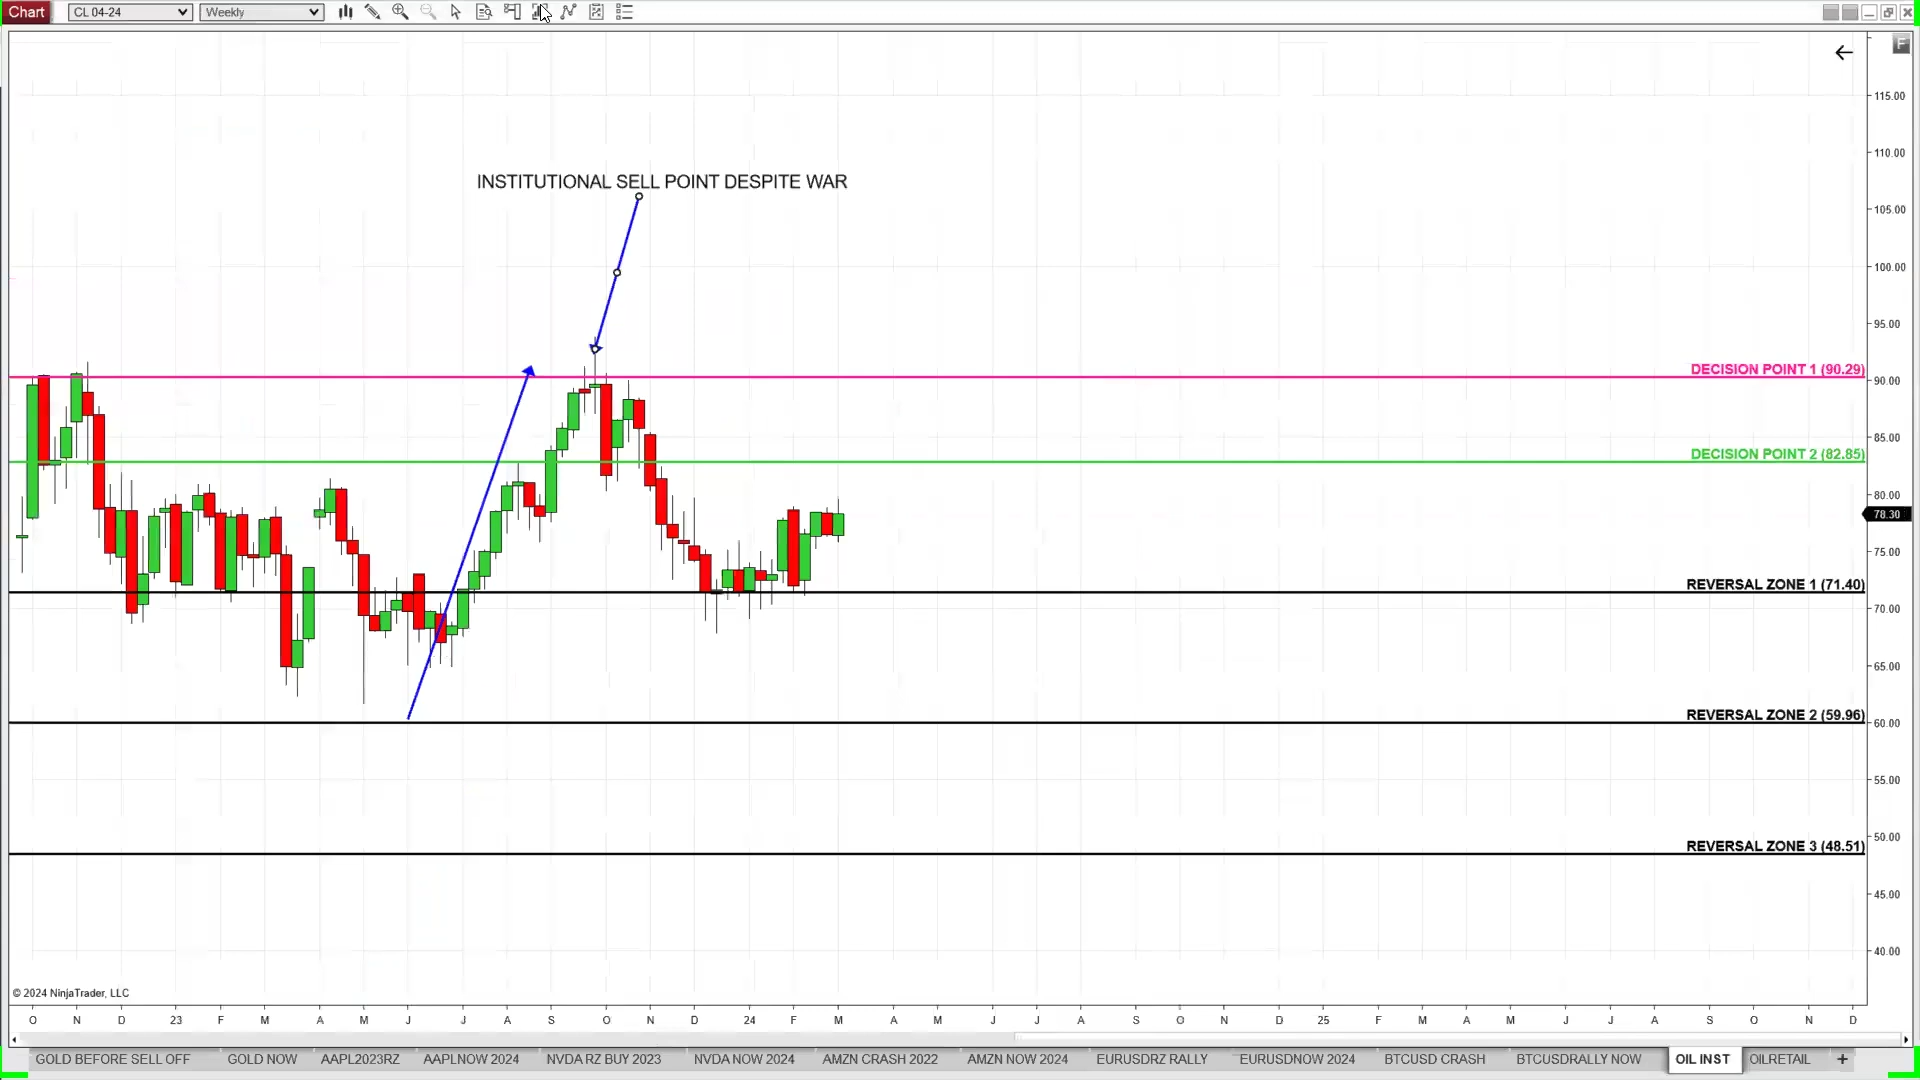 Chart CL 04-24 Weekly
F
115.00
110.00
INSTITUTIONAL SELL POINT DESPITE WAR
105.00
100.00
95.00
DECISION POINT 1 (90.29)
90.00
85.00
DECISION POINT 2 (82.85)
80.00
78.30
75.00
REVERSAL ZONE 1 (71.40)
70.00
65.00
REVERSAL ZONE 2 (59.96)
60.00
55.00
50.00
REVERSAL ZONE 3 (48.51)
45.00
40.00
© 2024 NinjaTrader, LLC
O N D 23 F M A M J J A S O N D 24 F M A M J J A S O N D 25 F M A M J J A S O N D
GOLD BEFORE SELL OFF GOLD NOW AAPL2023RZ AAPLNOW 2024 NVDA RZ BUY 2023 NVDA NOW 2024 AMZN CRASH 2022 AMZN NOW 2024 EURUSDRZ RALLY EURUSDNOW 2024 BTCUSD CRASH BTCUSDRALLY NOW OIL INST OILRETAIL +